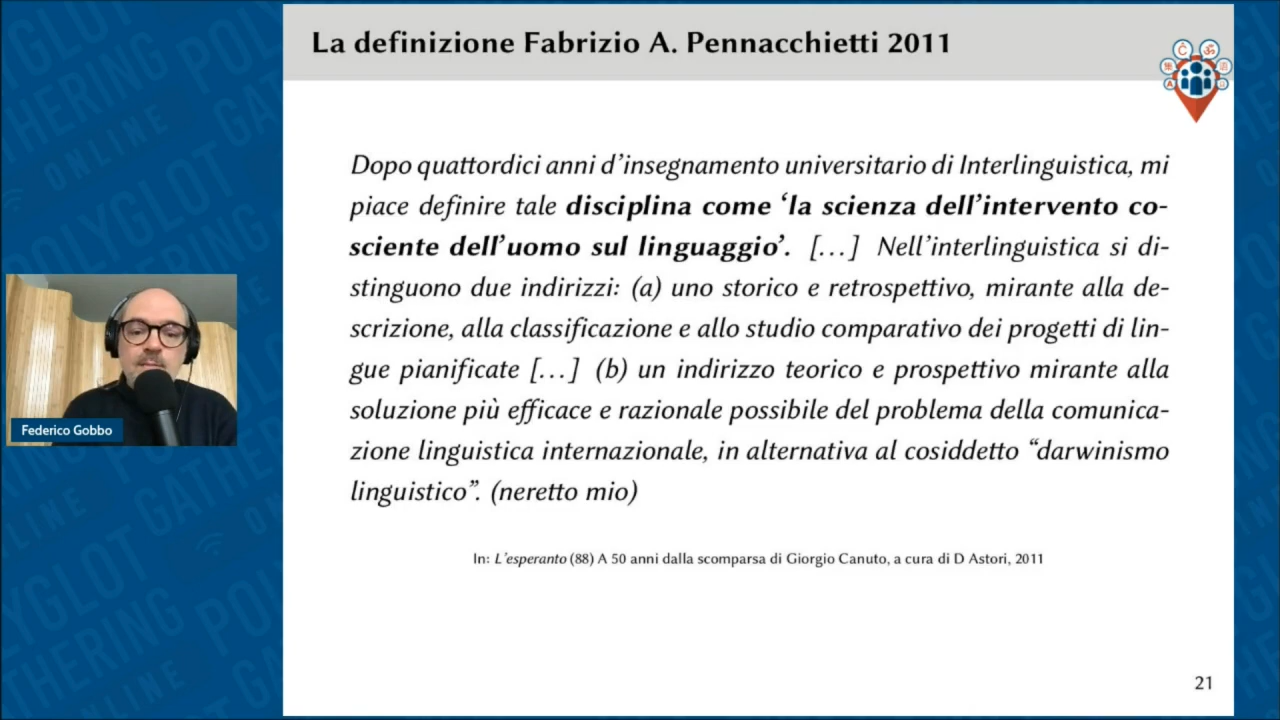 La definizione Fabrizio A. Pennacchietti 2011
Dopo quattordici anni d’insegnamento universitario di Interlinguistica, mi
piace definire tale disciplina come ‘la scienza dell’intervento co-
sciente dell’uomo sul linguaggio’. [...] Nell’interlinguistica si di-
stinguono due indirizzi: (a) uno storico e retrospettivo, mirante alla de-
scrizione, alla classificazione e allo studio comparativo dei progetti di lin-
gue pianificate [...] (b) un indirizzo teorico e prospettivo mirante alla
soluzione più efficace e razionale possibile del problema della comunica-
zione linguistica internazionale, in alternativa al cosiddetto “darwinismo
linguistico”. (neretto mio)
In: L’esperanto (88) A 50 anni dalla scomparsa di Giorgio Canuto, a cura di D Astori, 2011
21
Federico Gobbo
POLYGLOT
GATHERING
ONLINE